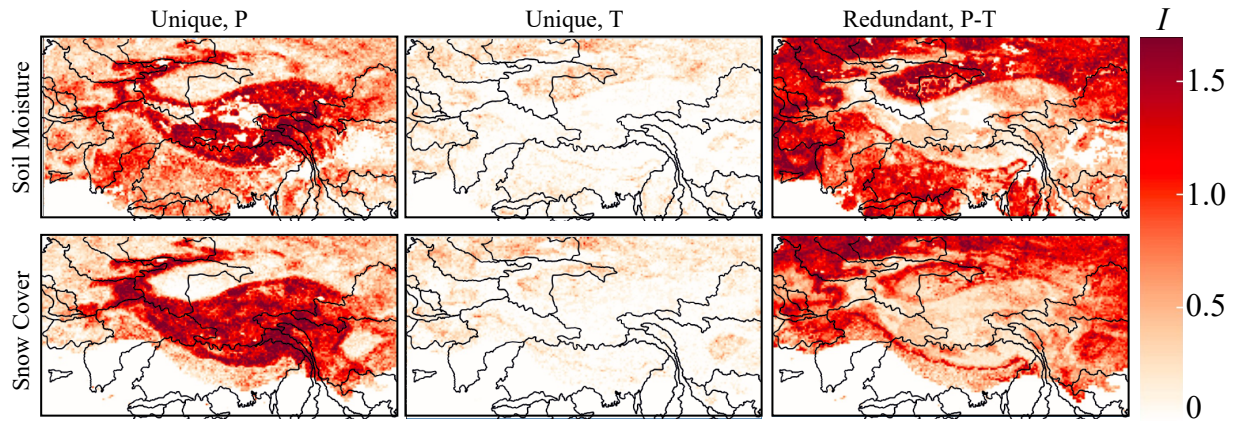 Unique, P
Unique, T
Redundant, P-T
I
Soil Moisture
1.5
1.0
Snow Cover
0.5
0